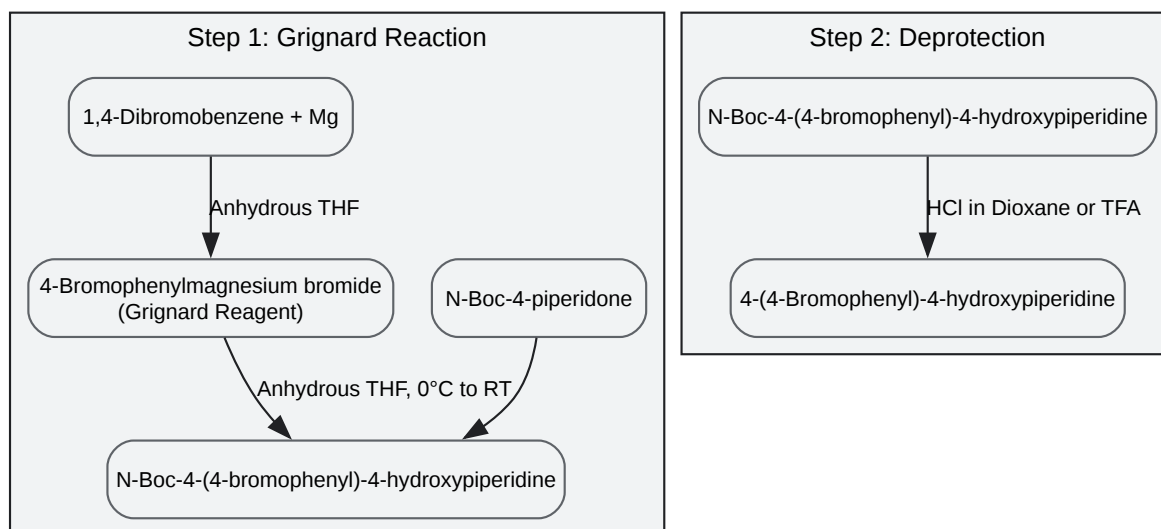 Step 1: Grignard Reaction
1,4-Dibromobenzene + Mg
Anhydrous THF
4-Bromophenylmagnesium bromide
(Grignard Reagent)
N-Boc-4-piperidone
Anhydrous THF, 0°C to RT
N-Boc-4-(4-bromophenyl)-4-hydroxypiperidine
Step 2: Deprotection
N-Boc-4-(4-bromophenyl)-4-hydroxypiperidine
HCl in Dioxane or TFA
4-(4-Bromophenyl)-4-hydroxypiperidine